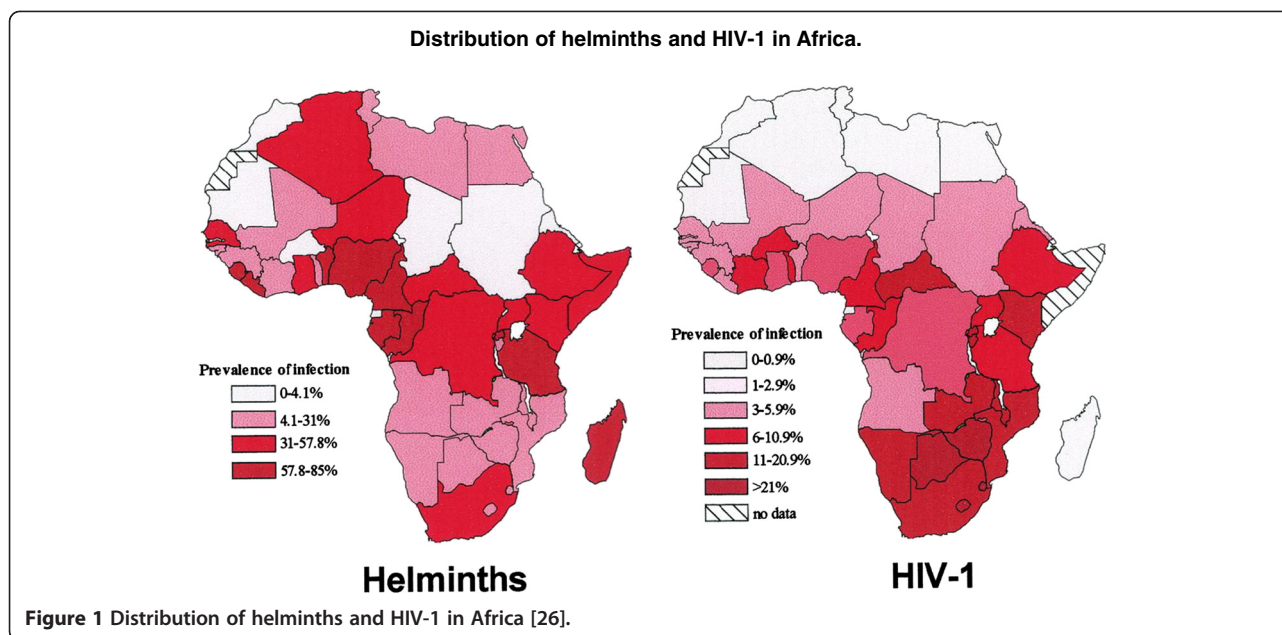 Distribution of helminths and HIV-1 in Africa.
Prevalence of infection
0-4.1%
4.1-31%
31-57.8%
57.8-85%
Helminths
Prevalence of infection
0-0.9%
1-2.9%
3-5.9%
6-10.9%
11-20.9%
>21%
no data
HIV-1
Figure 1 Distribution of helminths and HIV-1 in Africa [26].